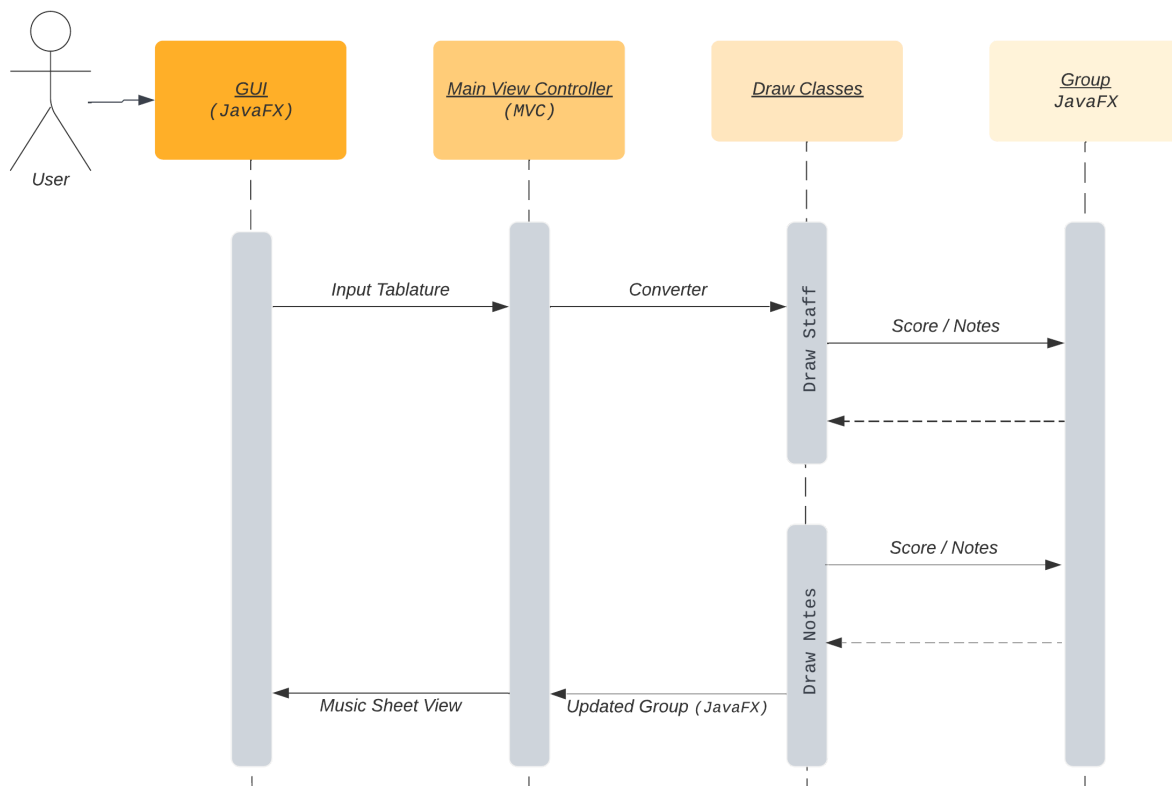 GUI
(JavaFX)
Main View Controller
(MVC)
Draw Classes
Group
JavaFX
User
Input Tablature
Converter
Draw Staff
Score / Notes
Score / Notes
Draw Notes
Music Sheet View
Updated Group (JavaFX)